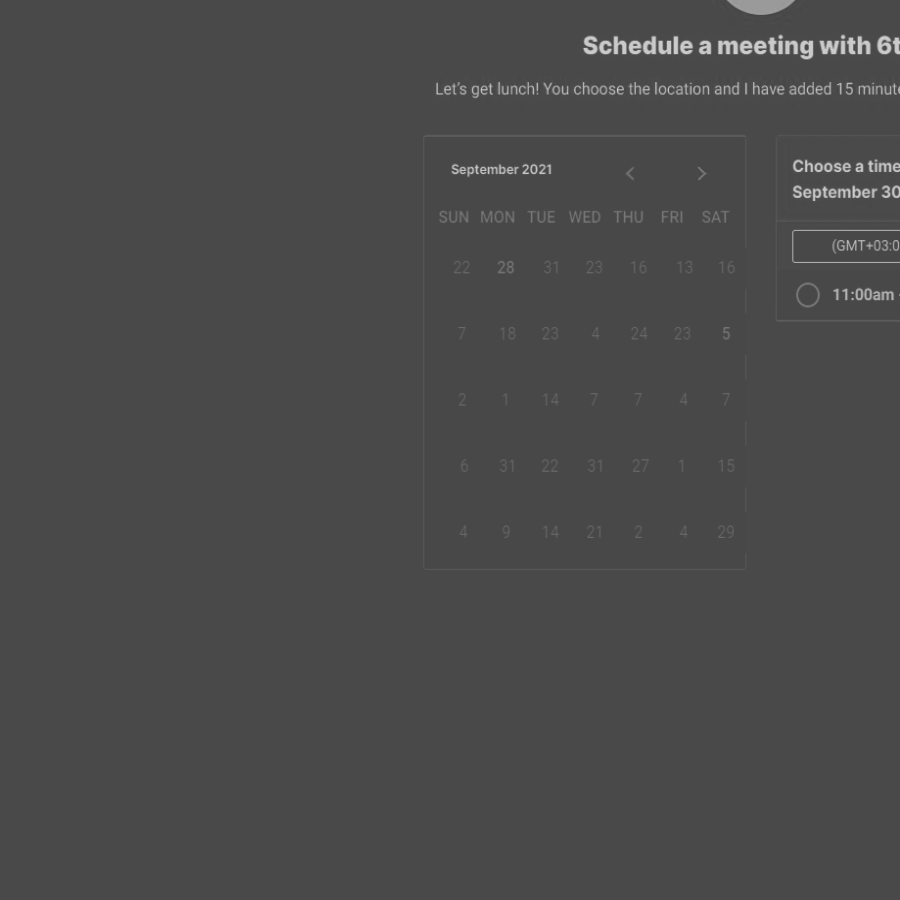 Schedule a meeting with 6t
Let's get lunch! You choose the location and I have added 15 minute
September 2021
SUN MON TUE WED THU FRI SAT
22 28 31 23 16 13 16
7 18 23 4 24 23 5
2 1 14 7 7 4 7
6 31 22 31 27 1 15
4 9 14 21 2 4 29
Choose a time
September 30
(GMT+03:0
11:00am -